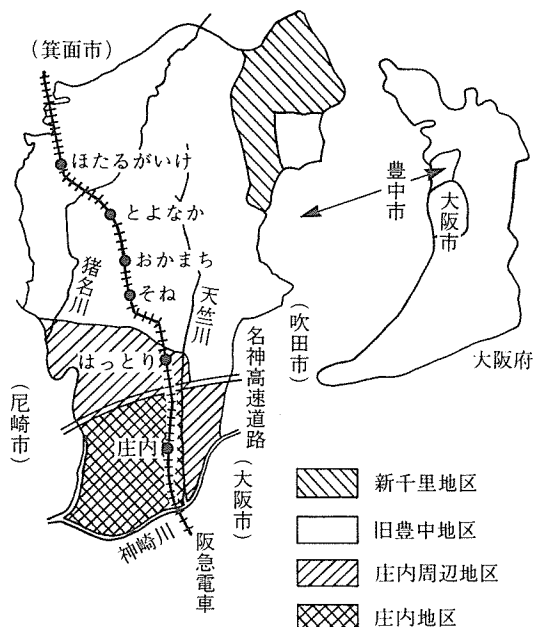 (箕面市)
ほたるがいけ
とよなか
おかまち
そね
猪名川
天竺川
はっとり
庄内
(尼崎市)
(吹田市)
名神高速道路
(大阪市)
神崎川
阪急電車
豊中市
大阪市
大阪府
新千里地区
旧豊中地区
庄内周辺地区
庄内地区